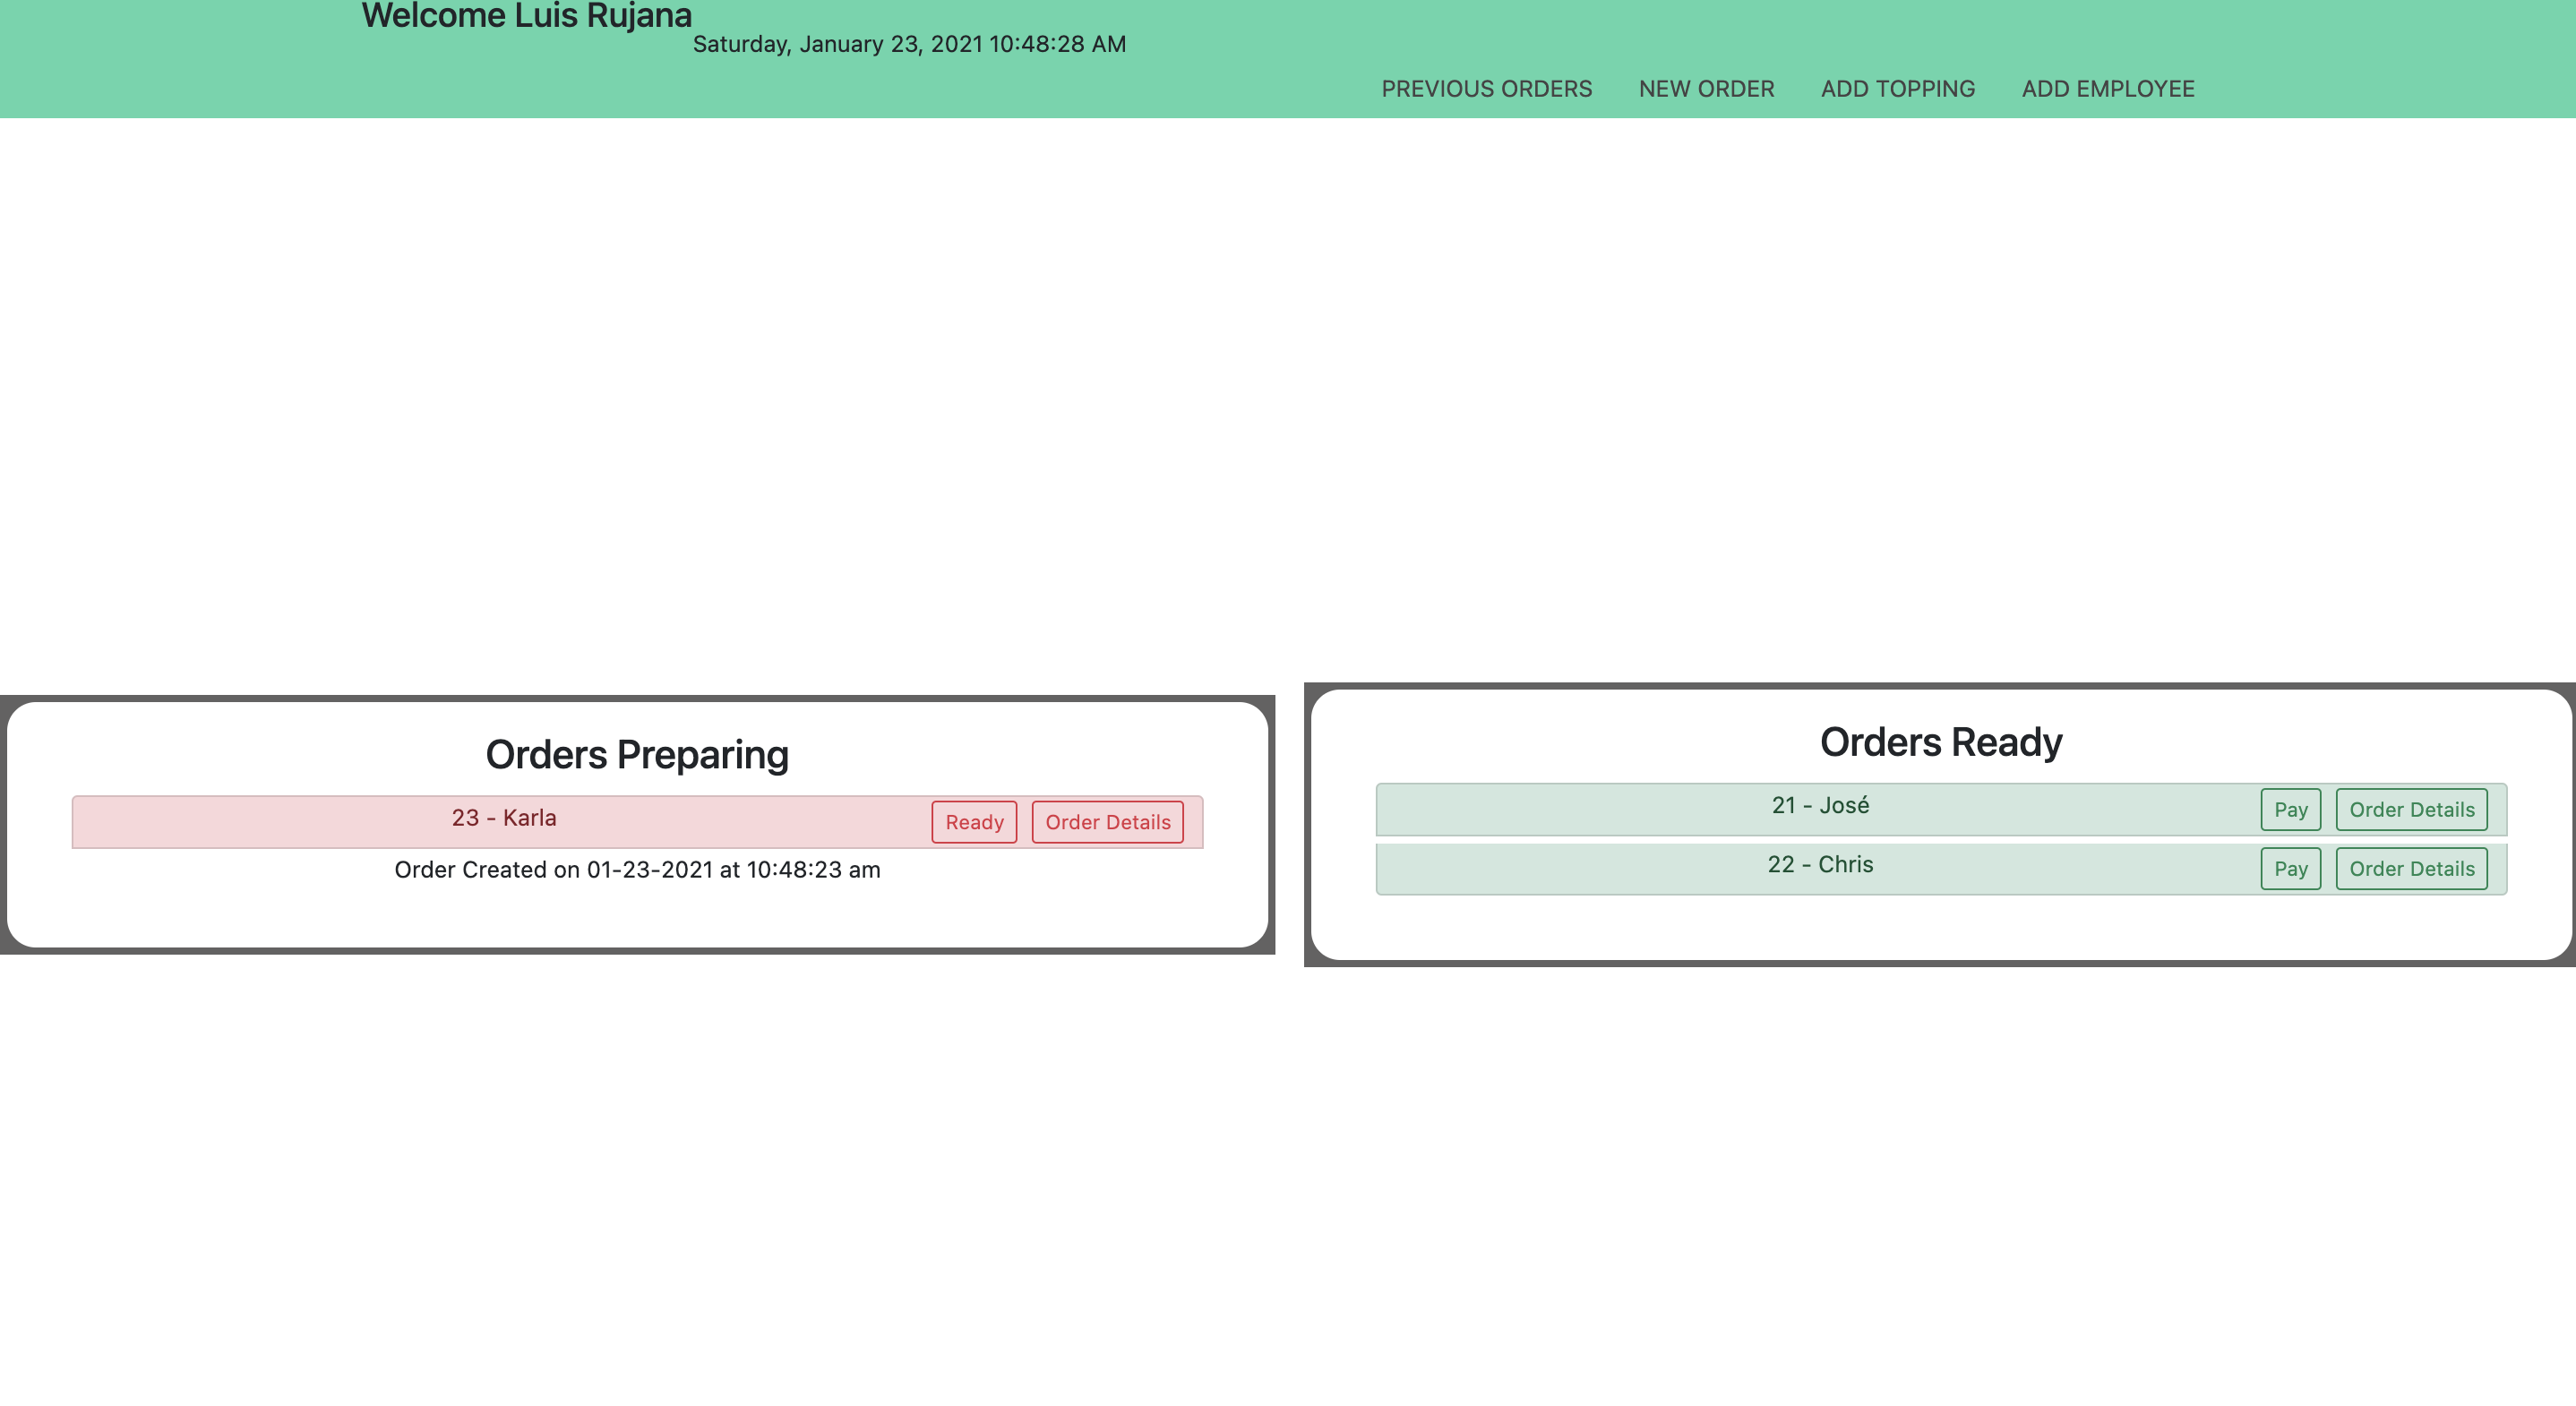 Welcome Luis Rujana
Saturday, January 23, 2021 10:48:28 AM
PREVIOUS ORDERS NEW ORDER ADD TOPPING ADD EMPLOYEE
Orders Preparing
23 - Karla Ready Order Details
Order Created on 01-23-2021 at 10:48:23 am
Orders Ready
21 - José Pay Order Details
22 - Chris Pay Order Details